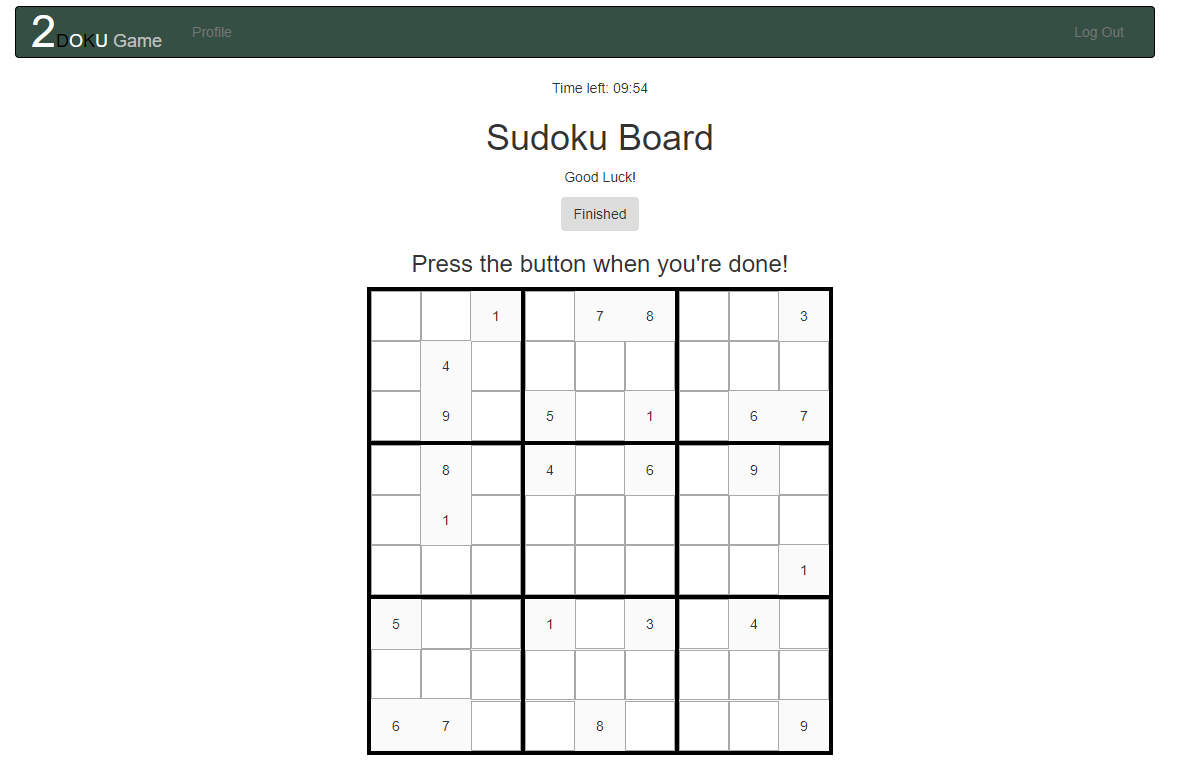 2DOKU Game Profile Log Out
Time left: 09:54
Sudoku Board
Good Luck!
Finished
Press the button when you're done!
1 7 8 3
4
9 5 1 6 7
8 4 6 9
1
1
5 1 3 4
6 7 8 9